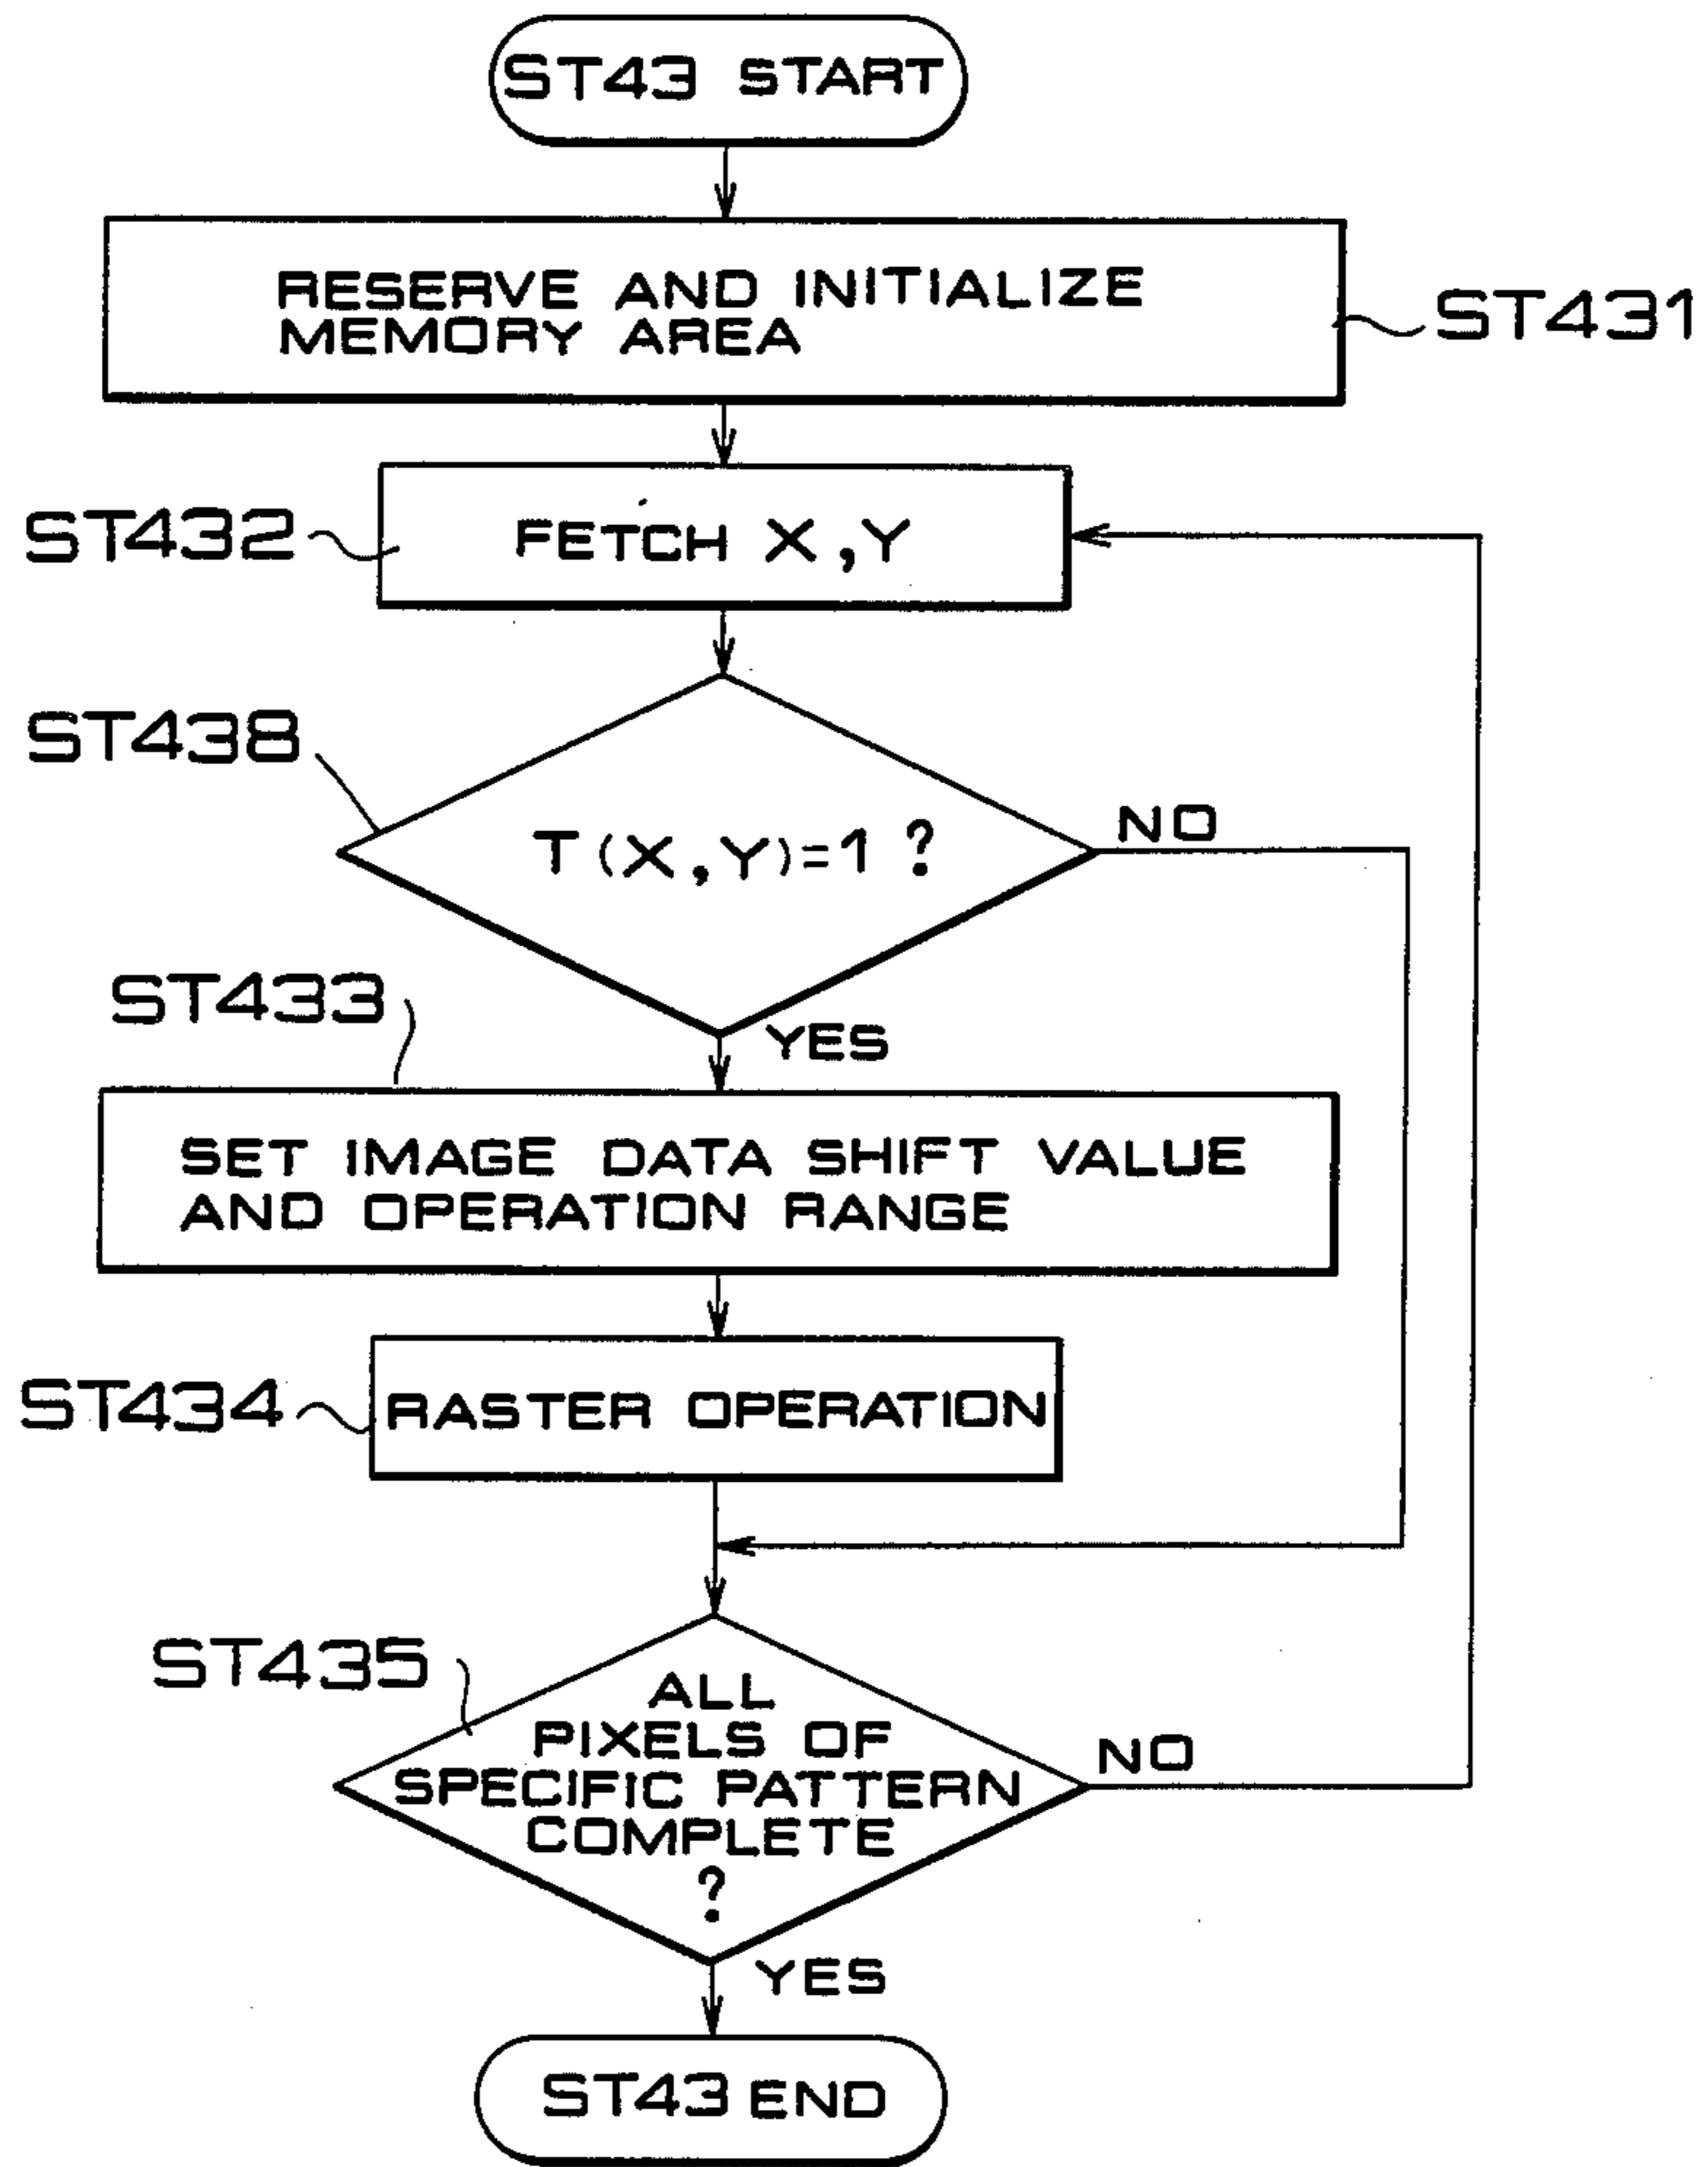 ST43 START
RESERVE AND INITIALIZE
MEMORY AREA
ST431
ST432
FETCH X,Y
ST438
T(X,Y)=1 ?
NO
ST433
YES
SET IMAGE DATA SHIFT VALUE
AND OPERATION RANGE
ST434
RASTER OPERATION
ST435
ALL
PIXELS OF
SPECIFIC PATTERN
COMPLETE
?
NO
YES
ST43 END